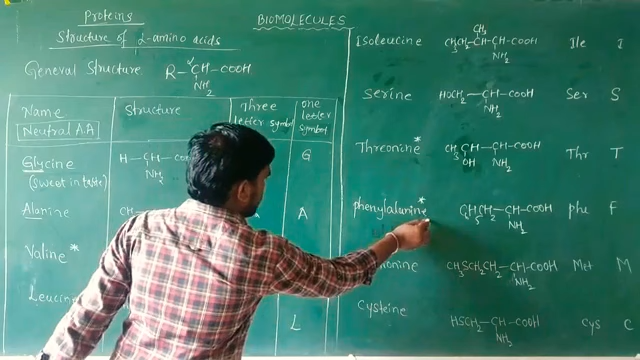 Proteins
BIOMOLECULES
Structure of α-amino acids
General Structure: R-CH-COOH
NH2
Name Structure Three letter symbol one letter symbol
Neutral A.A
Glycine H-CH-COO G
NH2
(sweet in taste)
Alanine CH- A
Valine *
Leucine
L
Isoleucine CH3CH2-CH-CH-COOH Ile I
CH3
NH2
Serine HOCH2-CH-COOH Ser S
NH2
Threonine* CH3-CH-CH-COOH Thr T
OH NH2
phenylalanine* C6H5CH2-CH-COOH phe F
NH2
onine CH3SCH2CH2-CH-COOH Met M
NH2
Cysteine HSCH2-CH-COOH Cys C
NH2